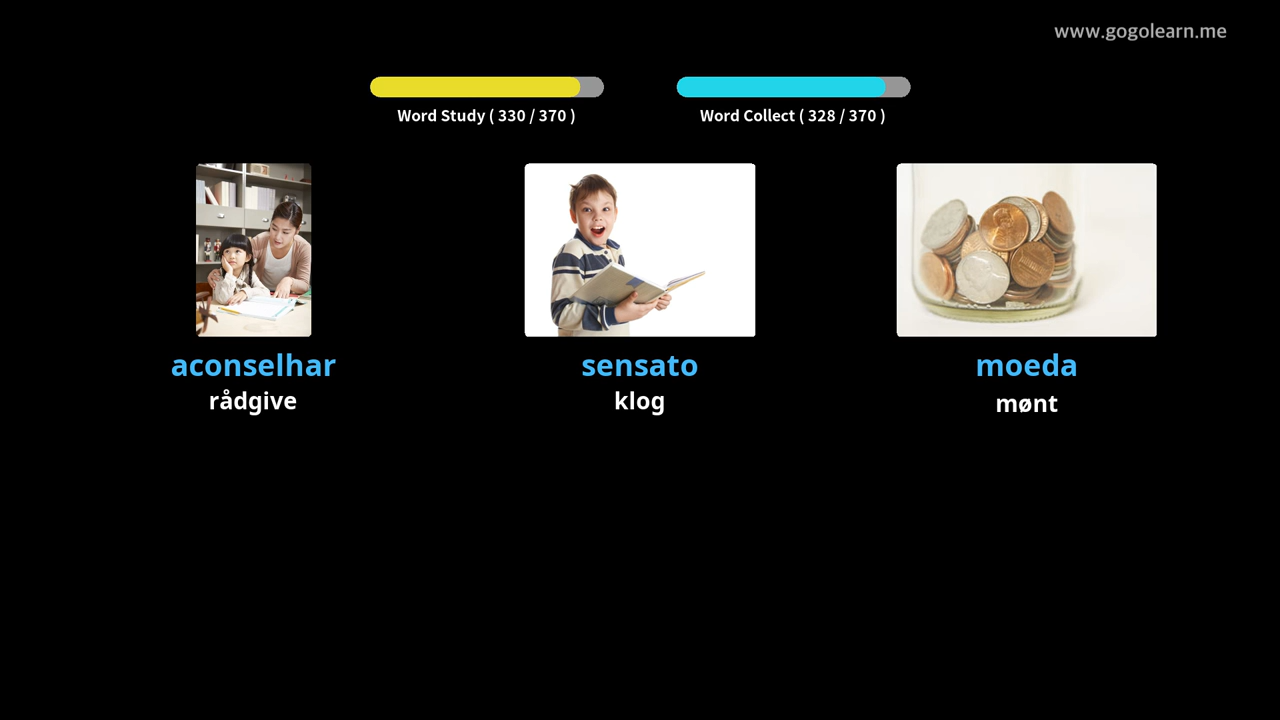 www.gogolearn.me
Word Study ( 330 / 370 )
Word Collect ( 328 / 370 )
aconselhar
rådgive
sensato
klog
moeda
mønt